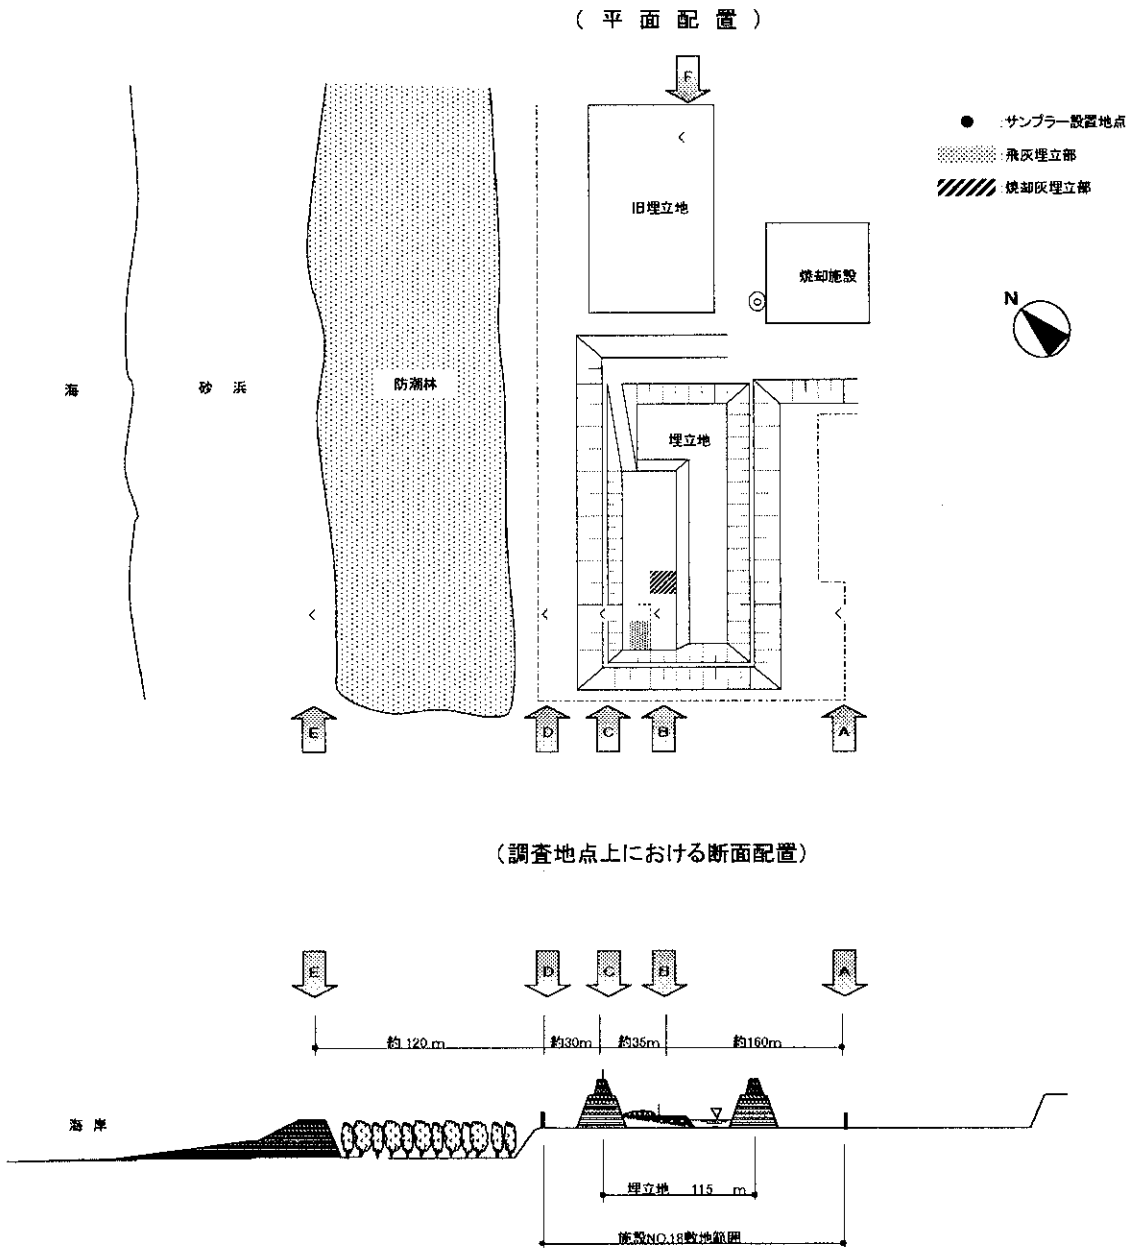 ( 平 面 配 置 )
F
● :サンプラー設置地点
:飛灰埋立部
:焼却灰埋立部
旧埋立地
焼却施設
N
海
砂 浜
防潮林
埋立地
E
D
C
B
A
(調査地点上における断面配置)
E
D
C
B
A
約 120 m
約30m
約35m
約160m
海 岸
埋立地 115 m
施設NO.18敷地範囲